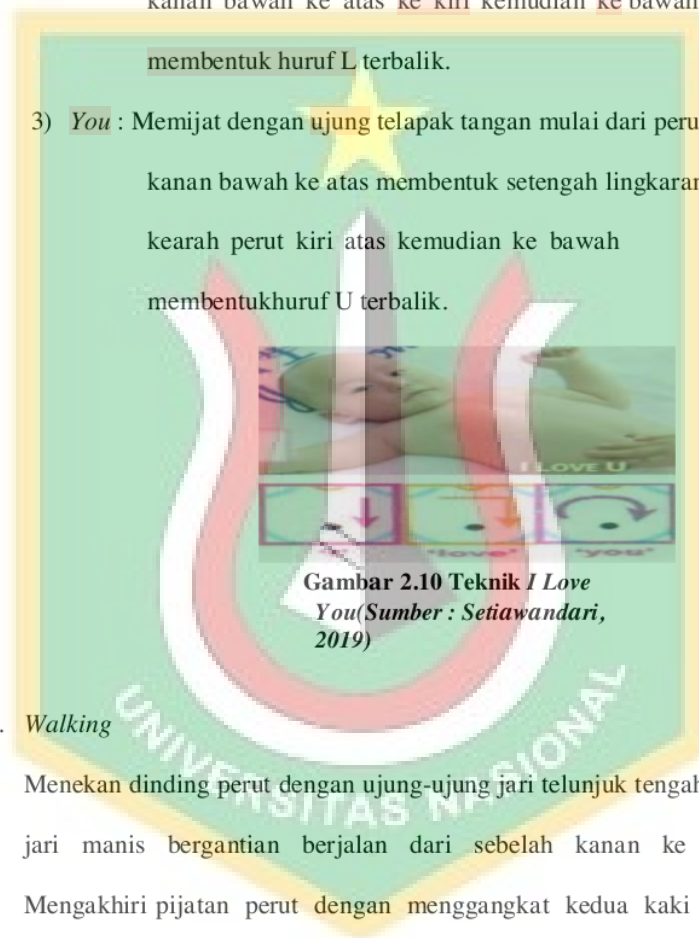 kanan bawah ke atas ke kiri kemudian ke bawah
membentuk huruf L terbalik.
3) You : Memijat dengan ujung telapak tangan mulai dari peru
kanan bawah ke atas membentuk setengah lingkaran
kearah perut kiri atas kemudian ke bawah
membentukhuruf U terbalik.
I LOVE U
"love" "you"
Gambar 2.10 Teknik I Love
You(Sumber : Setiawandari,
2019)
. Walking
Menekan dinding perut dengan ujung-ujung jari telunjuk tengah
jari manis bergantian berjalan dari sebelah kanan ke
Mengakhiri pijatan perut dengan menggangkat kedua kaki
UNIVERSITAS NASIONAL